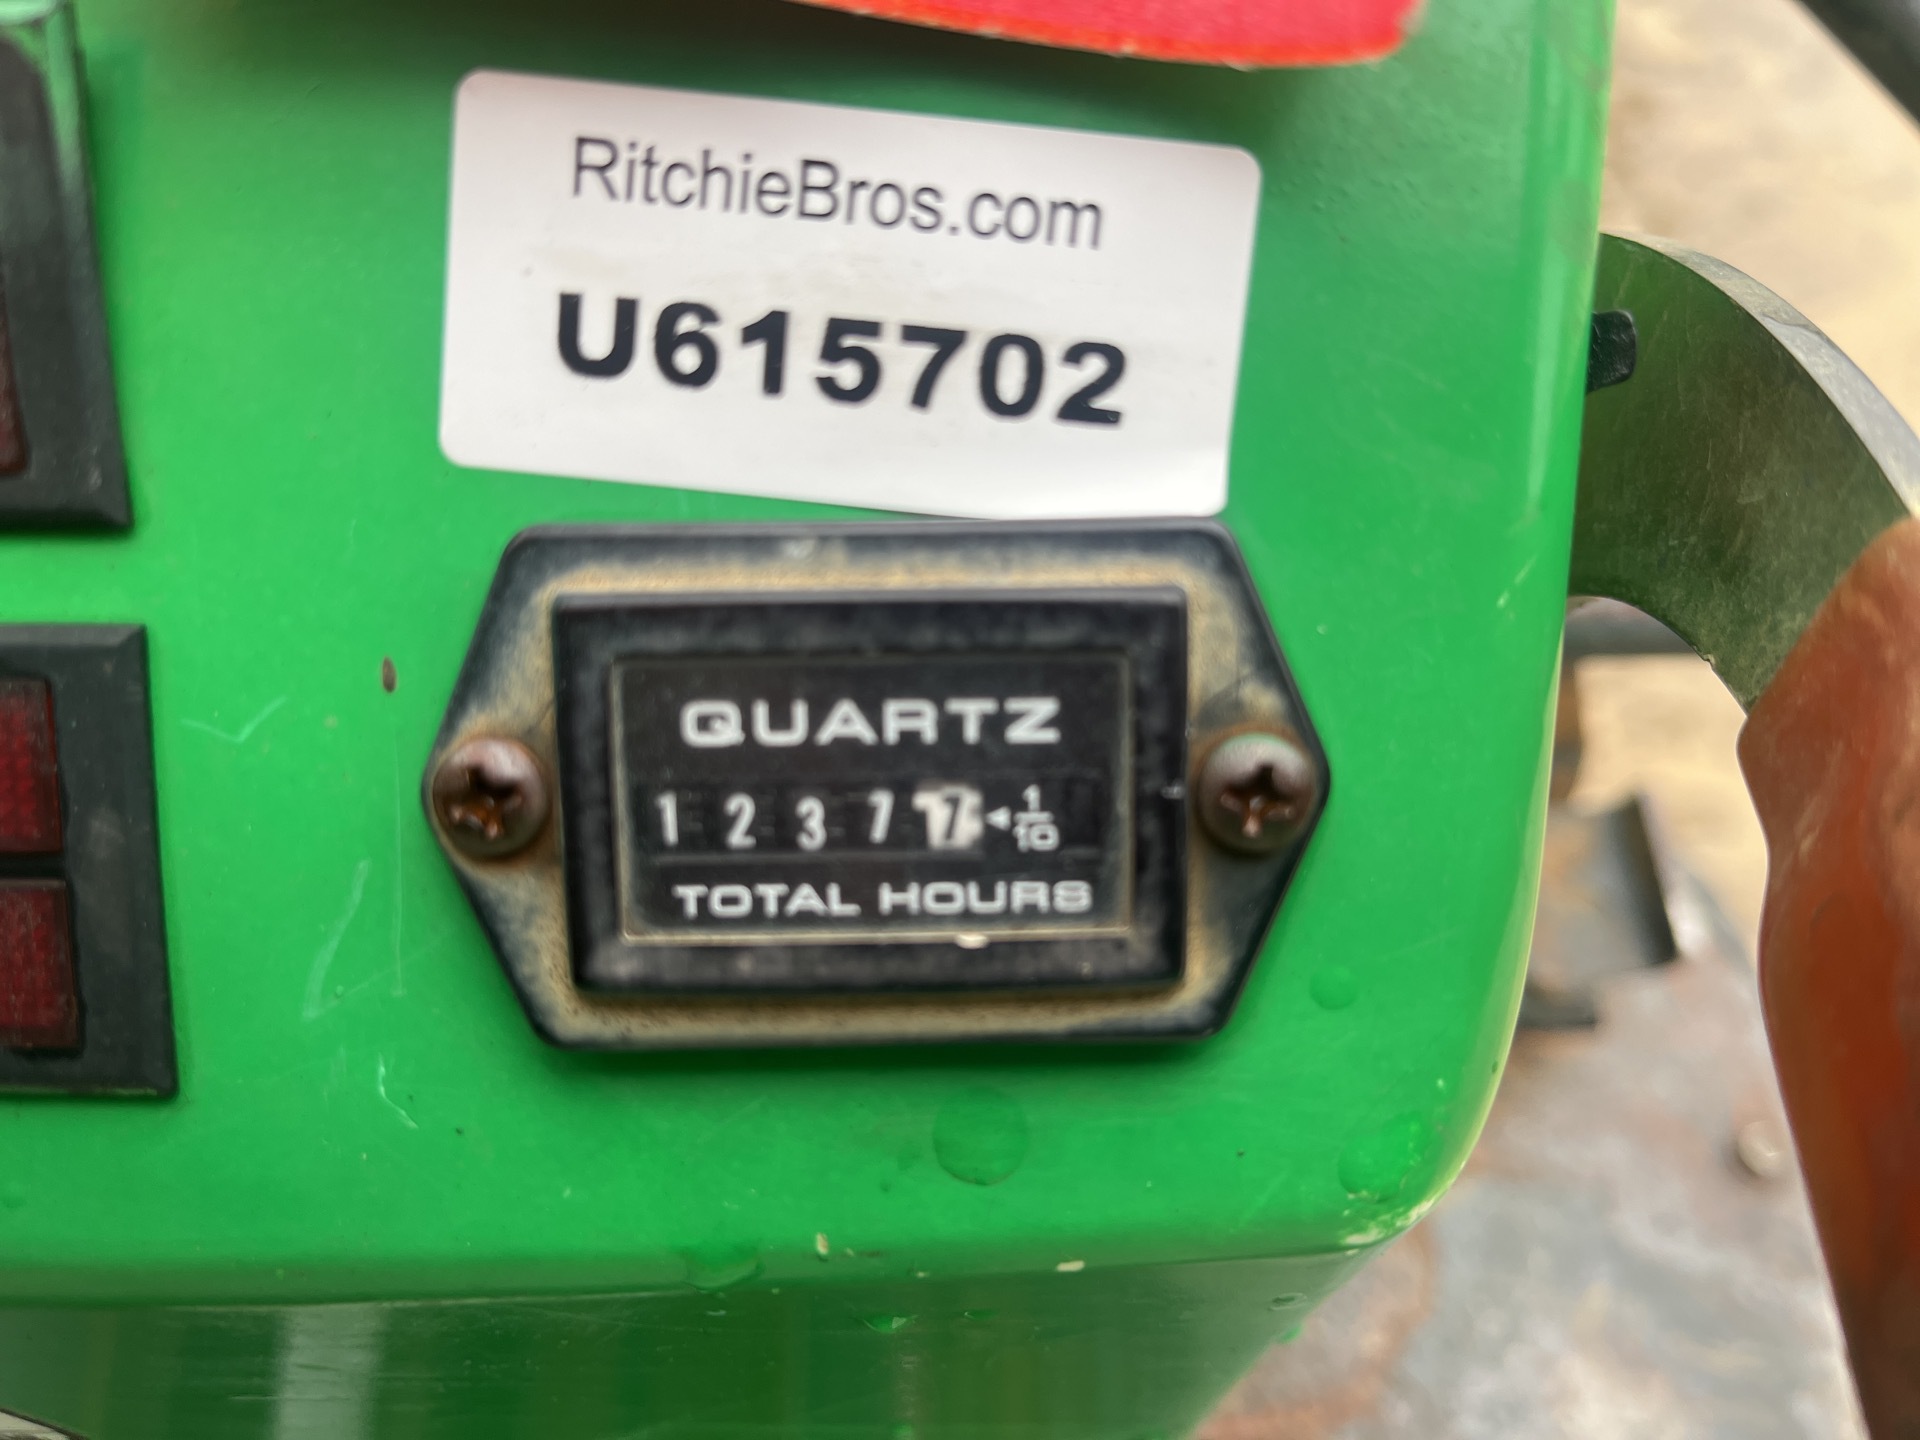 RitchieBros.com
U615702
QUARTZ
1 2 3 7 7 1/10
TOTAL HOURS